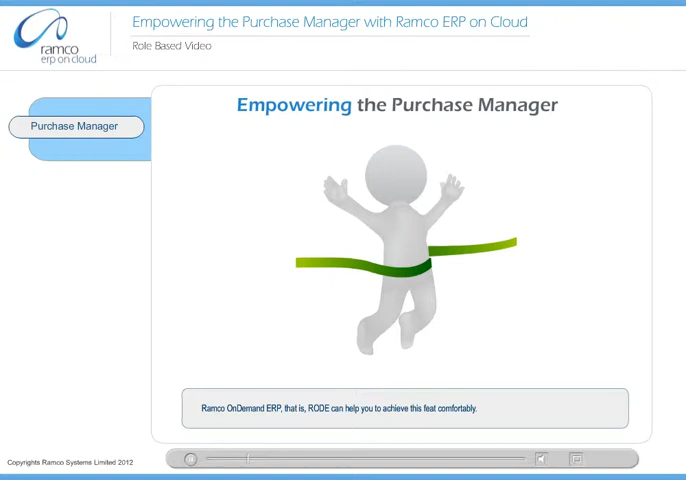 ramco
erp on cloud
Empowering the Purchase Manager with Ramco ERP on Cloud
Role Based Video
Purchase Manager
Empowering the Purchase Manager
Ramco OnDemand ERP, that is, RODE can help you to achieve this feat comfortably.
Copyrights Ramco Systems Limited 2012